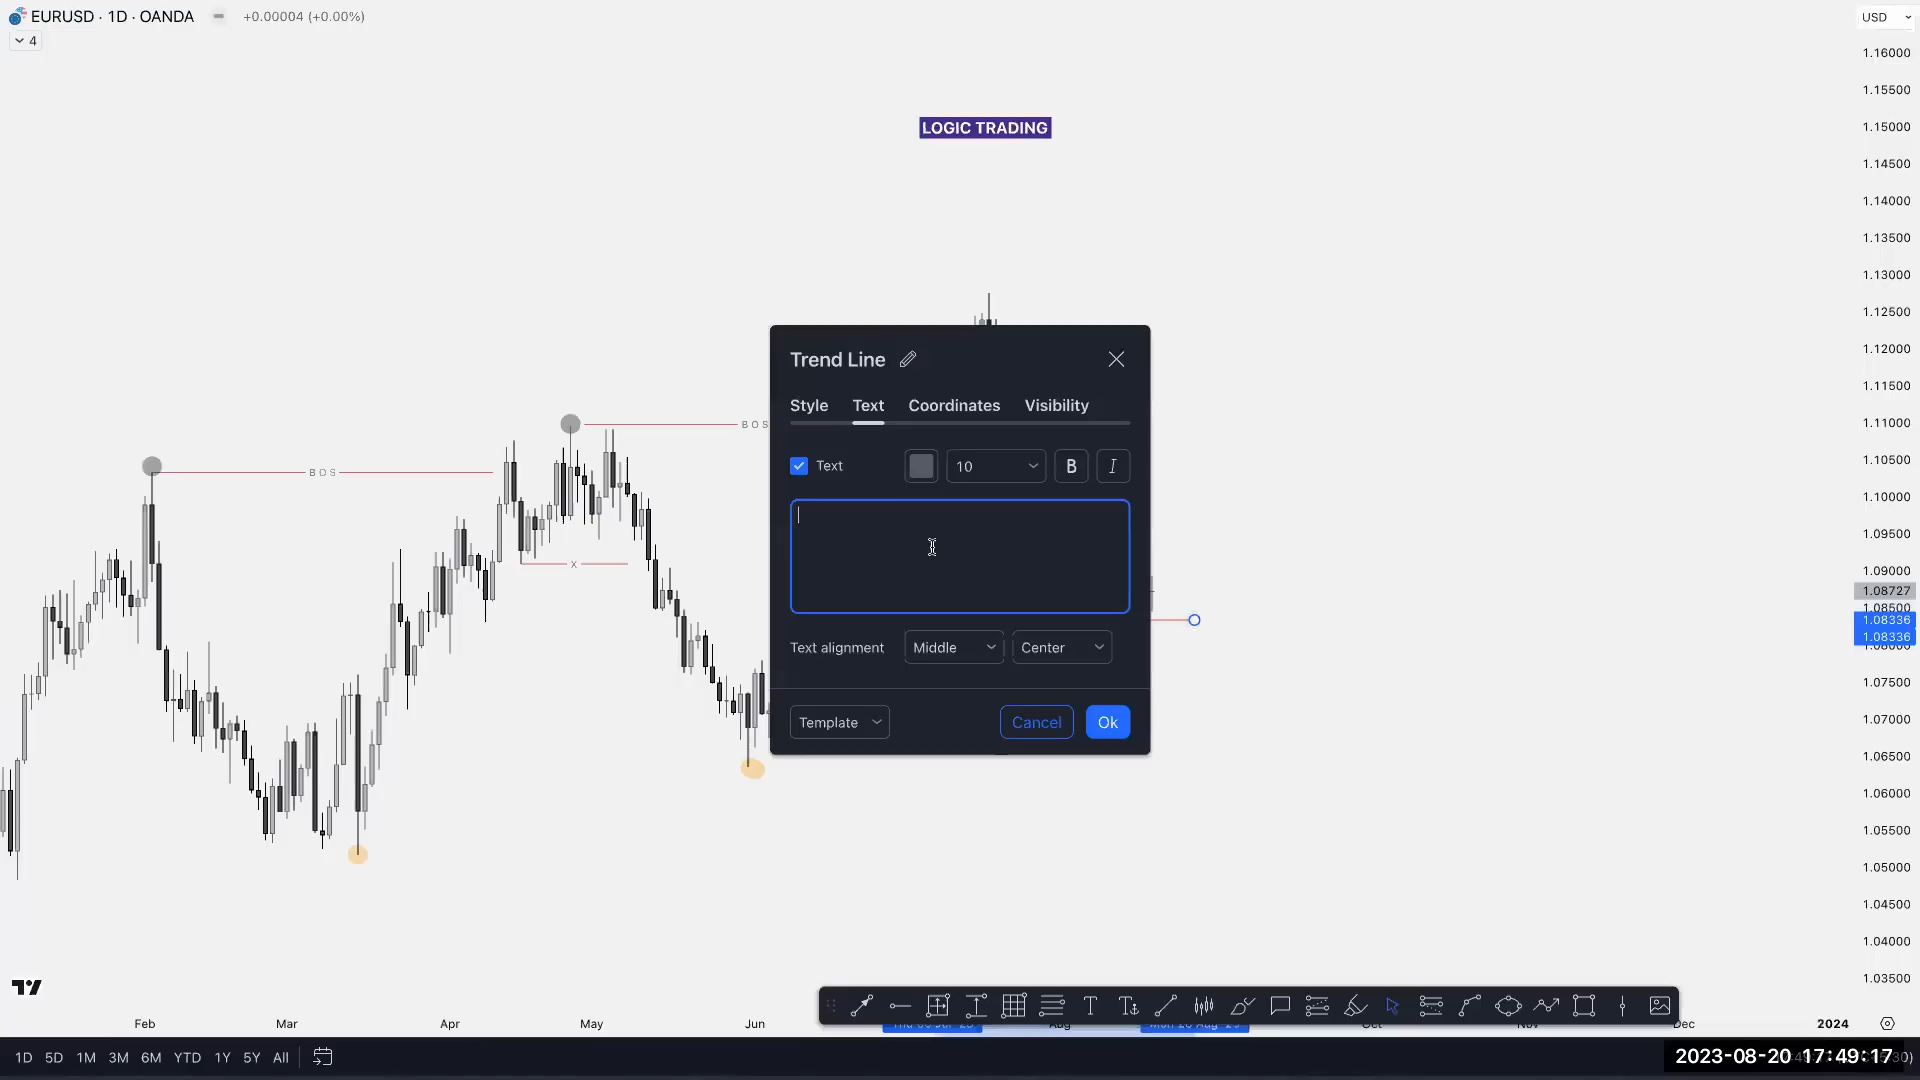 EURUSD · 1D · OANDA
+0.00004 (+0.00%)
USD
4
LOGIC TRADING
1.16000
1.15500
1.15000
1.14500
1.14000
1.13500
1.13000
1.12500
1.12000
1.11500
1.11000
1.10500
1.10000
1.09500
1.09000
1.08727
1.08500
1.08336
1.08336
1.07500
1.07000
1.06500
1.06000
1.05500
1.05000
1.04500
1.04000
1.03500
BOS
BOS
X
Trend Line
Style
Text
Coordinates
Visibility
Text
10
B
I
Text alignment
Middle
Center
Template
Cancel
Ok
Feb
Mar
Apr
May
Jun
Aug
Oct
Nov
Dec
2024
1D
5D
1M
3M
6M
YTD
1Y
5Y
All
2023-08-20 17:49:17